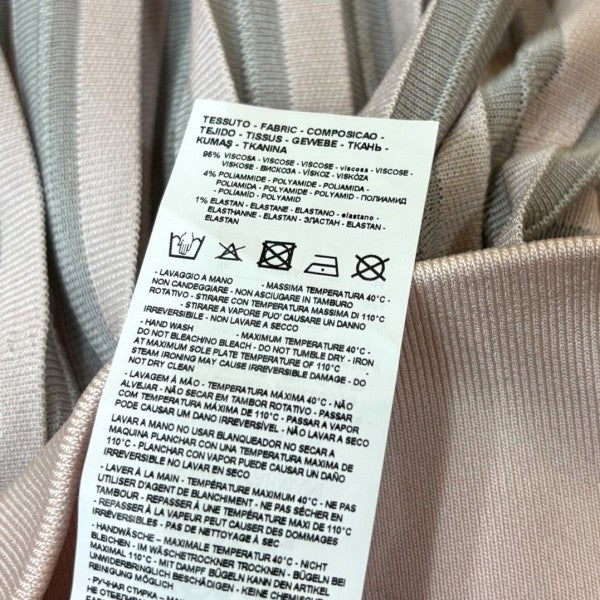 TESSUTO - FABRIC - COMPOSICAO -
TEJIDO - TISSUS - GEWEBE - ТКАНЬ -
KUMAŞ - TKANINA
95% VISCOSA - VISCOSE - VISCOSE - viscosa - VISCOSE -
VISKOSE - ВИСКОЗА - VİSKOZ - VISKÓZA
4% POLIAMMIDE - POLYAMIDE - POLIAMIDA -
POLIAMIDA - POLYAMIDE - POLYAMID - ПОЛИАМИД
- POLİAMİD - POLYAMID
1% ELASTAN - ELASTANE - ELASTANO - elastano -
ELASTHANNE - ELASTAN - ЭЛАСТАН - ELASTAN -
ELASTAN
- LAVAGGIO A MANO - MASSIMA TEMPERATURA 40°C -
NON CANDEGGIARE - NON ASCIUGARE IN TAMBURO
ROTATIVO - STIRARE CON TEMPERATURA MASSIMA DI 110°C
- STIRARE A VAPORE PUO' CAUSARE UN DANNO
IRREVERSIBILE - NON LAVARE A SECCO
- HAND WASH - MAXIMUM TEMPERATURE 40°C -
DO NOT BLEACHING BLEACH - DO NOT TUMBLE DRY - IRON
AT MAXIMUM SOLE PLATE TEMPERATURE OF 110°C -
STEAM IRONING MAY CAUSE IRREVERSIBLE DAMAGE - DO
NOT DRY CLEAN
- LAVAGEM À MÃO - TEMPERATURA MÁXIMA 40°C - NÃO
ALVEJAR - NÃO SECAR EM TAMBOR ROTATIVO - PASSAR
COM TEMPERATURA MÁXIMA DE 110°C - PASSAR A VAPOR
PODE CAUSAR UM DANO IRREVERSÍVEL - NÃO LAVAR A SECO
LAVAR A MANO NO USAR BLANQUEADOR NO SECAR A
MAQUINA PLANCHAR CON UNA TEMPERATURA MAXIMA DE
110°C - PLANCHAR CON VAPOR PUEDE CAUSAR UN DAÑO
IRREVERSIBLE NO LAVAR EN SECO
- LAVER À LA MAIN - TEMPÉRATURE MAXIMUM 40°C - NE PAS
UTILISER D'AGENT DE BLANCHIMENT - NE PAS SÉCHER EN
TAMBOUR - REPASSER À UNE TEMPÉRATURE MAXI DE 110°C
- REPASSER À LA VAPEUR PEUT CAUSER DES DOMMAGES
IRRÉVERSIBLES - PAS DE NETTOYAGE À SEC
- HANDWÄSCHE - MAXIMALE TEMPERATUR 40°C - NICHT
BLEICHEN - IM WÄSCHETROCKNER TROCKNEN - BÜGELN BEI
MAXIMAL 110°C - MIT DAMPF BÜGELN KANN DEN ARTIKEL
UNWIDERBRINGLICH BESCHÄDIGEN - KEINE CHEMISCHE
REINIGUNG MÖGLICH
- РУЧНАЯ СТИРКА - МАКСИМАЛ
НЕ ОТБЕЛИ